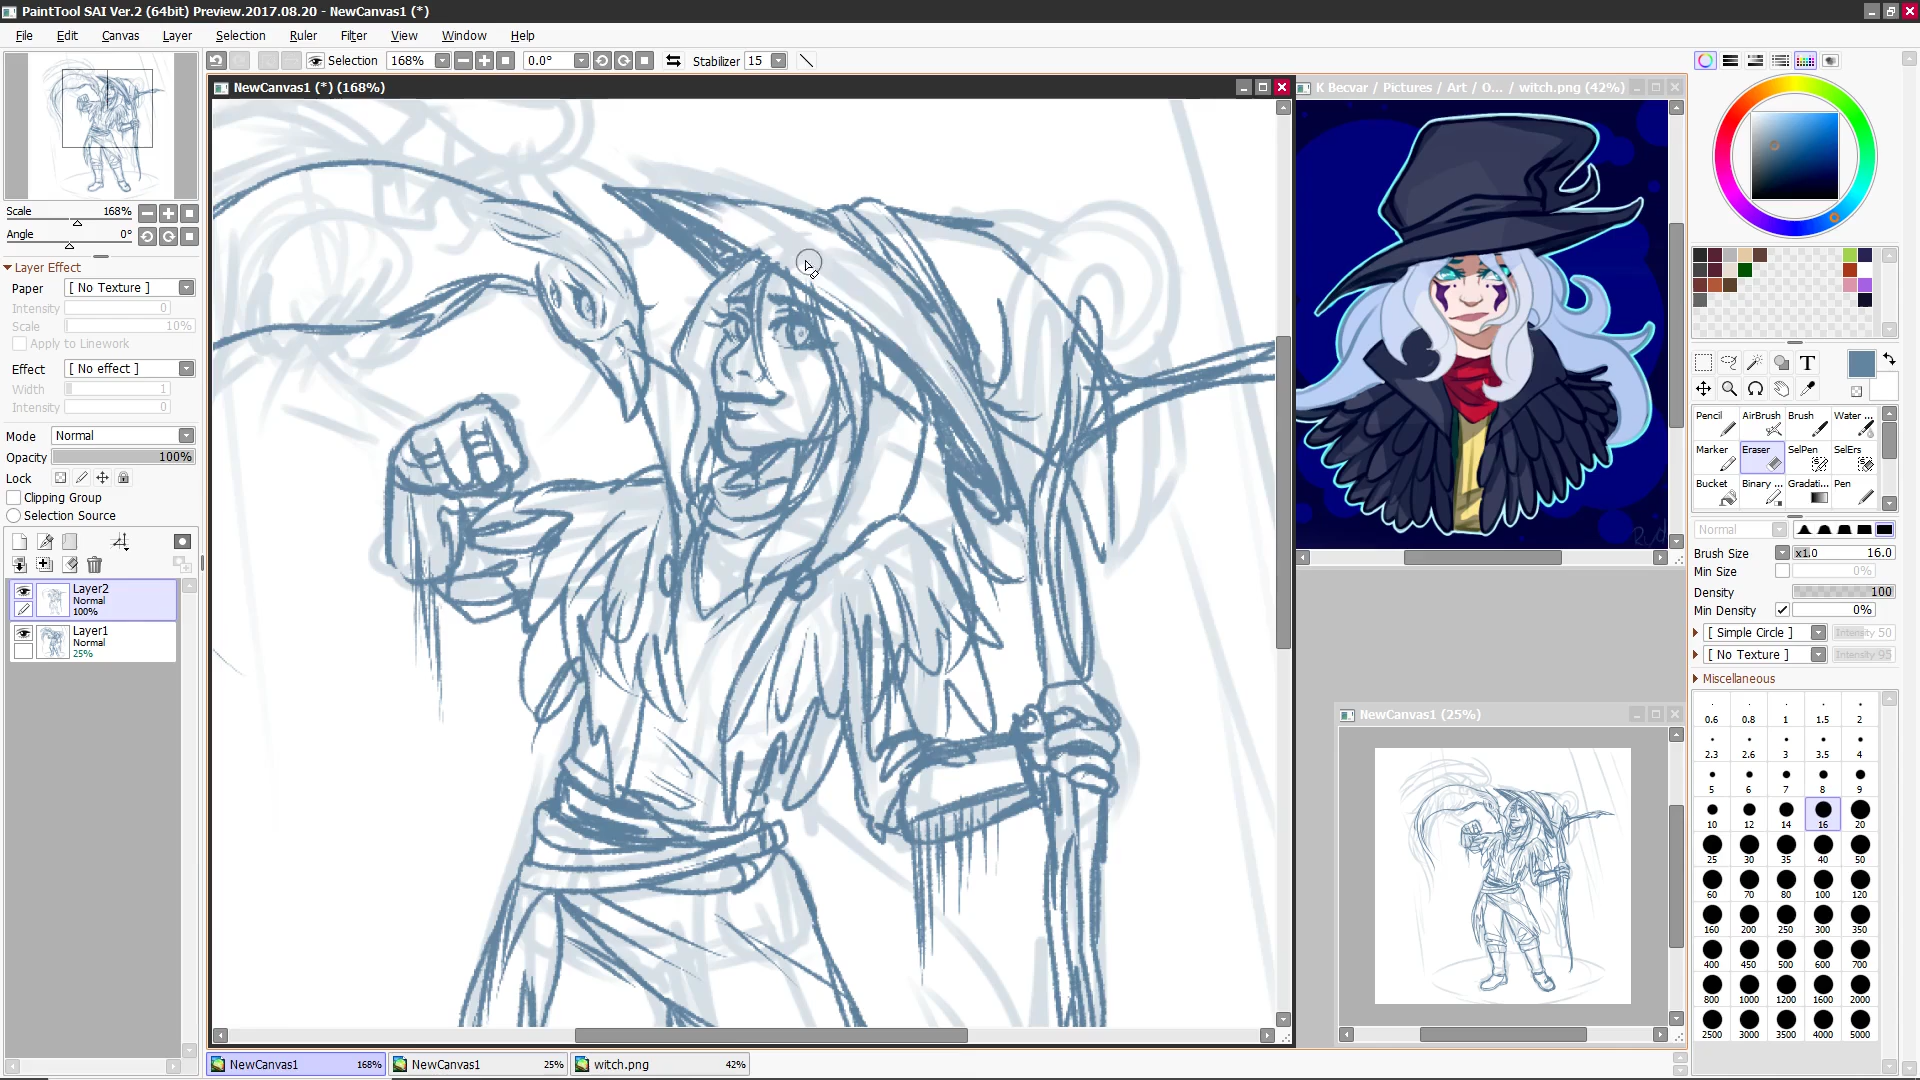 PaintTool SAI Ver.2 (64bit) Preview.2017.08.20 - NewCanvas1 (*)
File Edit Canvas Layer Selection Ruler Filter View Window Help
Selection 168% 0.0° Stabilizer 15
NewCanvas1 (*) (168%)
K Becvar / Pictures / Art / O... / witch.png (42%)
Scale 168%
Angle 0°
Layer Effect
Paper [ No Texture ]
Intensity 0
Scale 10%
Apply to Linework
Effect [ No effect ]
Width 1
Intensity 0
Mode Normal
Opacity 100%
Lock
Clipping Group
Selection Source
Layer2
Normal
100%
Layer1
Normal
25%
T
Pencil AirBrush Brush Water ...
Marker Eraser SelPen SelErs
Bucket Binary ... Gradati... Pen
Normal
Brush Size x1.0 16.0
Min Size 0%
Density 100
Min Density 0%
[ Simple Circle ] Intensity 50
[ No Texture ] Intensity 95
Miscellaneous
0.6 0.8 1 1.5 2
2.3 2.6 3 3.5 4
5 6 7 8 9
10 12 14 16 20
25 30 35 40 50
60 70 80 100 120
160 200 250 300 350
400 450 500 600 700
800 1000 1200 1600 2000
2500 3000 3500 4000 5000
NewCanvas1 (25%)
NewCanvas1 168% NewCanvas1 25% witch.png 42%